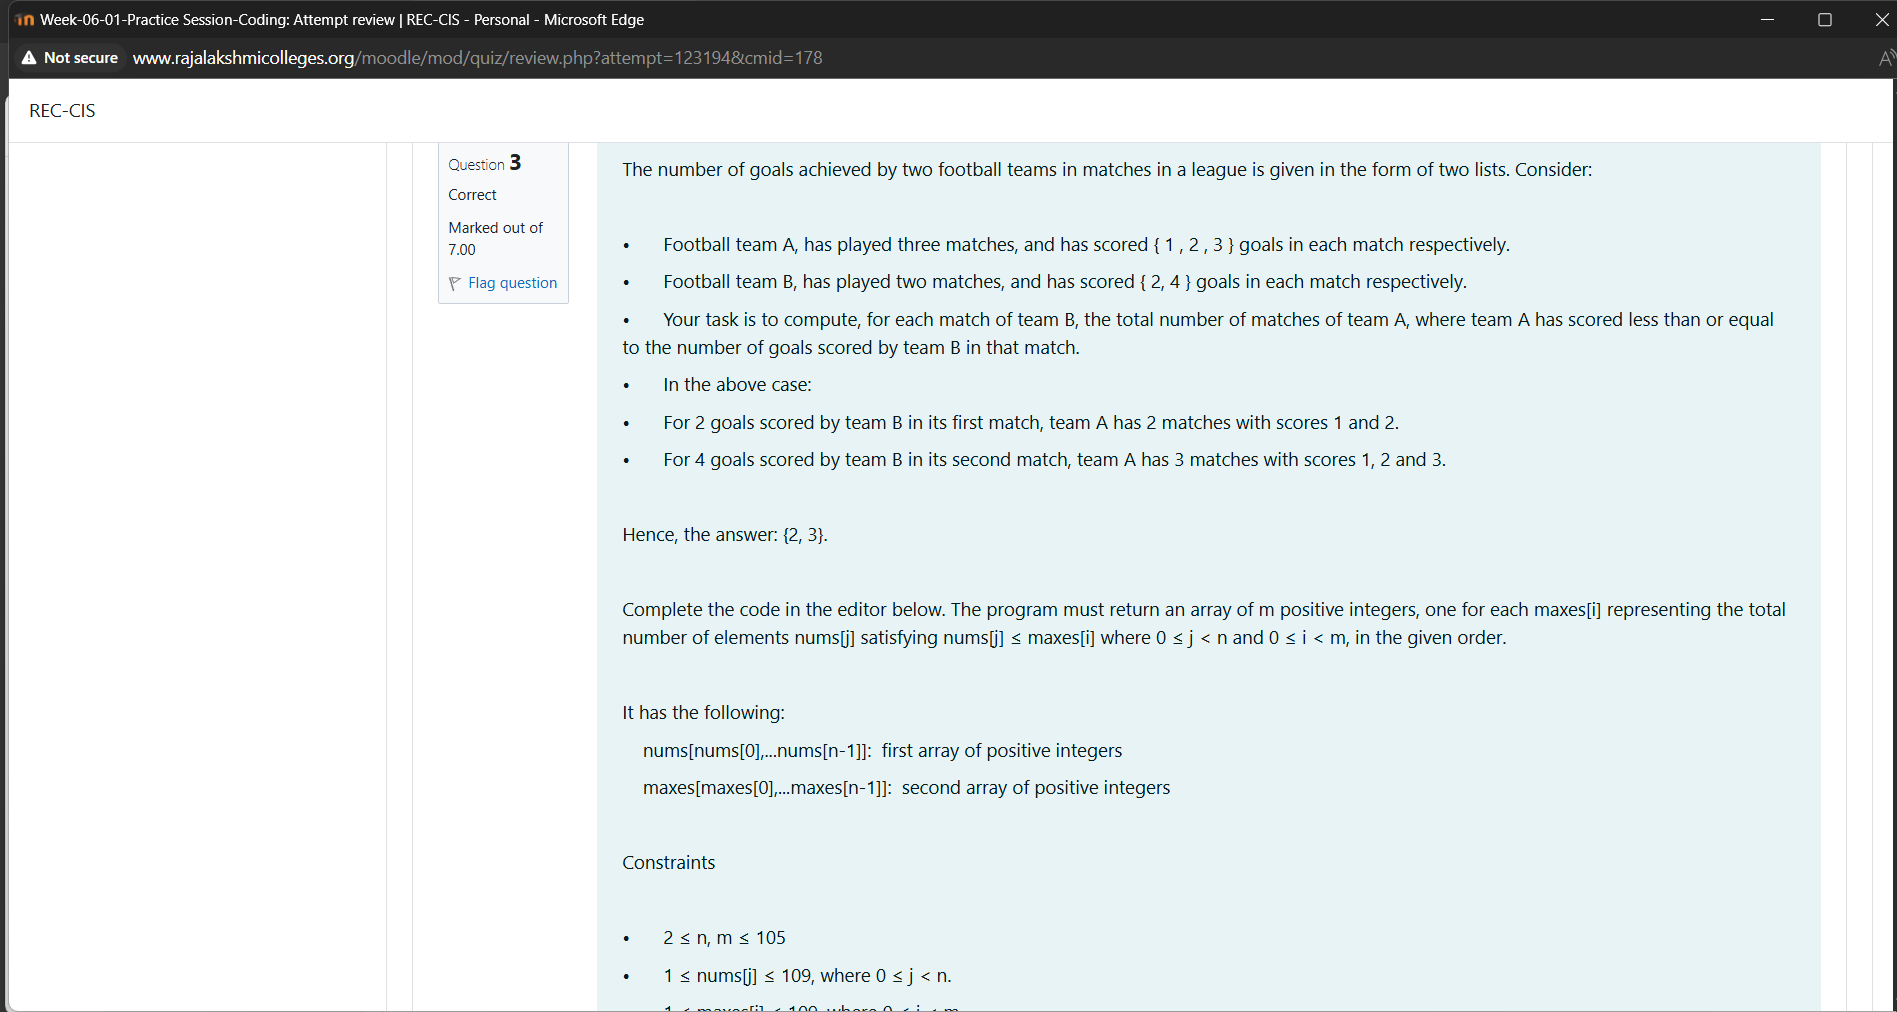 Week-06-01-Practice Session-Coding: Attempt review | REC-CIS - Personal - Microsoft Edge
Not secure www.rajalakshmicolleges.org/moodle/mod/quiz/review.php?attempt=123194&cmid=178
REC-CIS
Question 3
Correct
Marked out of
7.00
Flag question
The number of goals achieved by two football teams in matches in a league is given in the form of two lists. Consider:
• Football team A, has played three matches, and has scored { 1 , 2 , 3 } goals in each match respectively.
• Football team B, has played two matches, and has scored { 2, 4 } goals in each match respectively.
• Your task is to compute, for each match of team B, the total number of matches of team A, where team A has scored less than or equal
to the number of goals scored by team B in that match.
• In the above case:
• For 2 goals scored by team B in its first match, team A has 2 matches with scores 1 and 2.
• For 4 goals scored by team B in its second match, team A has 3 matches with scores 1, 2 and 3.
Hence, the answer: {2, 3}.
Complete the code in the editor below. The program must return an array of m positive integers, one for each maxes[i] representing the total
number of elements nums[j] satisfying nums[j] ≤ maxes[i] where 0 ≤ j < n and 0 ≤ i < m, in the given order.
It has the following:
nums[nums[0],...nums[n-1]]: first array of positive integers
maxes[maxes[0],...maxes[n-1]]: second array of positive integers
Constraints
• 2 ≤ n, m ≤ 105
• 1 ≤ nums[j] ≤ 109, where 0 ≤ j < n.
1 ≤ maxes[i] ≤ 109, where 0 ≤ i < m